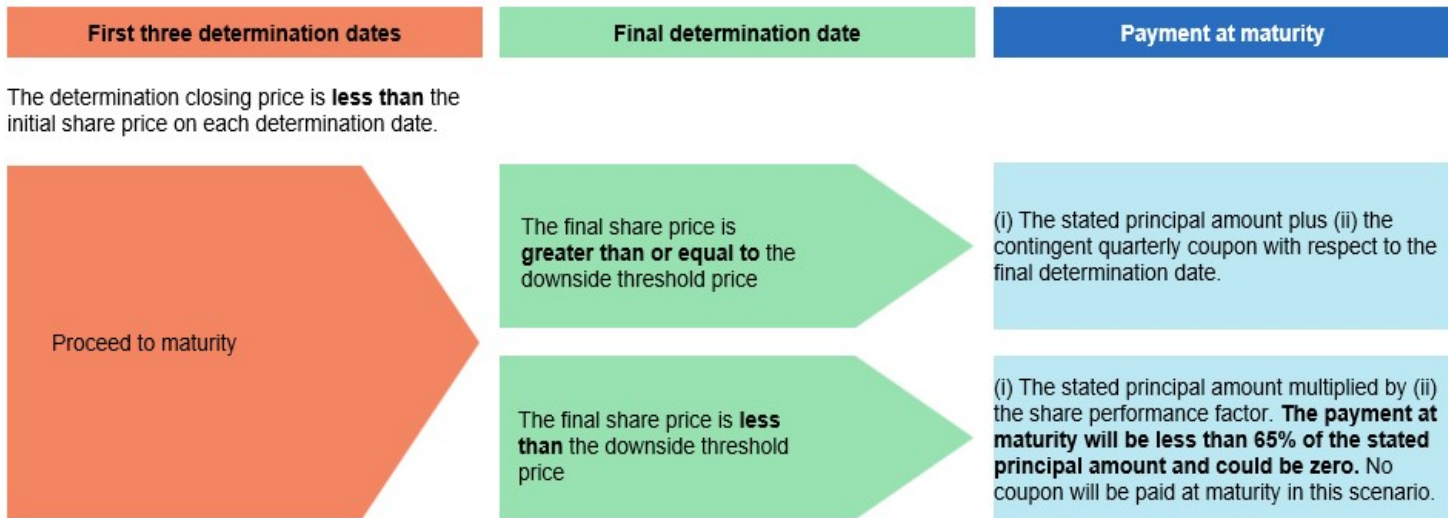 First three determination dates
Final determination date
Payment at maturity
The determination closing price is less than the
initial share price on each determination date.
Proceed to maturity
The final share price is
greater than or equal to the
downside threshold price
(i) The stated principal amount plus (ii) the
contingent quarterly coupon with respect to the
final determination date.
The final share price is less
than the downside threshold
price
(i) The stated principal amount multiplied by (ii)
the share performance factor. The payment at
maturity will be less than 65% of the stated
principal amount and could be zero. No
coupon will be paid at maturity in this scenario.